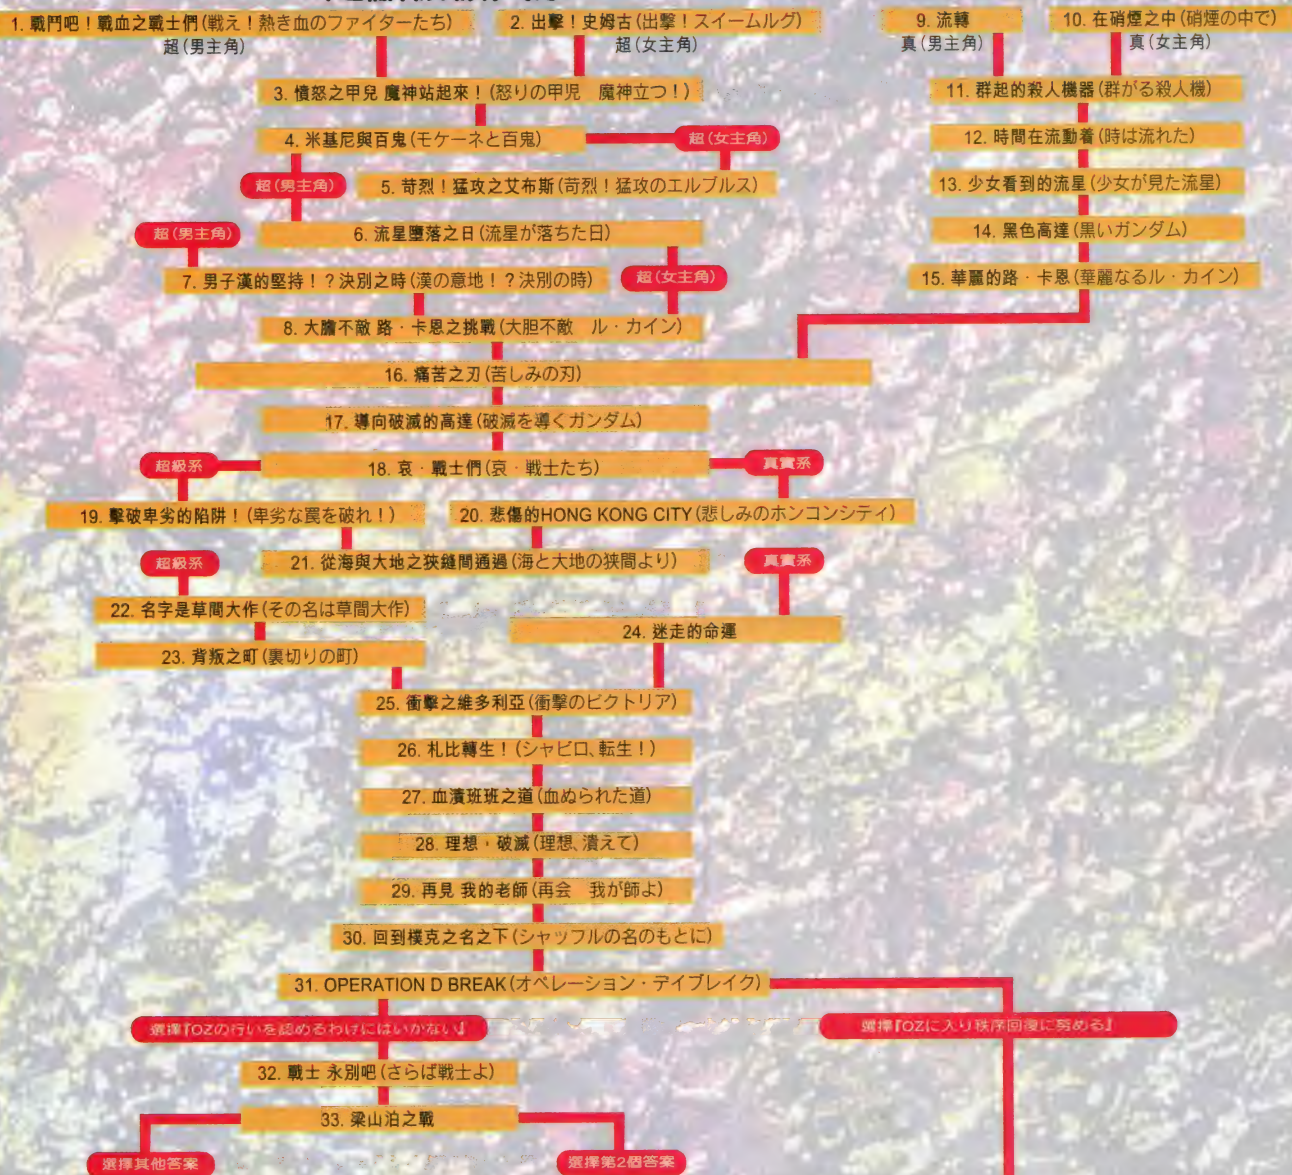 1. 戰鬥吧！戰血之戰士們(戦え！熱き血のファイターたち)
超(男主角)
2. 出擊！史姆古(出撃！スイームルグ)
超(女主角)
9. 流轉
真(男主角)
10. 在硝煙之中(硝煙の中で)
真(女主角)
3. 憤怒之甲兒 魔神站起來！(怒りの甲児　魔神立つ！)
11. 群起的殺人機器(群がる殺人機)
4. 米基尼與百鬼(モケーネと百鬼)
超(女主角)
12. 時間在流動着(時は流れた)
超(男主角)
5. 苛烈！猛攻之艾布斯(苛烈！猛攻のエルブルス)
13. 少女看到的流星(少女が見た流星)
超(男主角)
6. 流星墮落之日(流星が落ちた日)
14. 黑色高達(黒いガンダム)
7. 男子漢的堅持！？決別之時(漢の意地！？決別の時)
超(女主角)
15. 華麗的路・卡恩(華麗なるル・カイン)
8. 大膽不敵 路・卡恩之挑戰(大胆不敵　ル・カイン)
16. 痛苦之刃(苦しみの刃)
17. 導向破滅的高達(破滅を導くガンダム)
超級系
18. 哀・戰士們(哀・戦士たち)
真實系
19. 擊破卑劣的陷阱！(卑劣な罠を破れ！)
20. 悲傷的HONG KONG CITY(悲しみのホンコンシティ)
超級系
21. 從海與大地之狹縫間通過(海と大地の狭間より)
真實系
22. 名字是草間大作(その名は草間大作)
24. 迷走的命運
23. 背叛之町(裏切りの町)
25. 衝擊之維多利亞(衝撃のビクトリア)
26. 札比轉生！(シャピロ、転生！)
27. 血漬班班之道(血ぬられた道)
28. 理想・破滅(理想、潰えて)
29. 再見 我的老師(再会　我が師よ)
30. 回到樸克之名之下(シャッフルの名のもとに)
31. OPERATION D BREAK(オペレーション・デイブレイク)
選擇『OZの行いを認めるわけにはいかない』
選擇『OZに入り秩序回復に努める』
32. 戰士 永別吧(さらば戦士よ)
33. 梁山泊之戰
選擇其他答案
選擇第2個答案